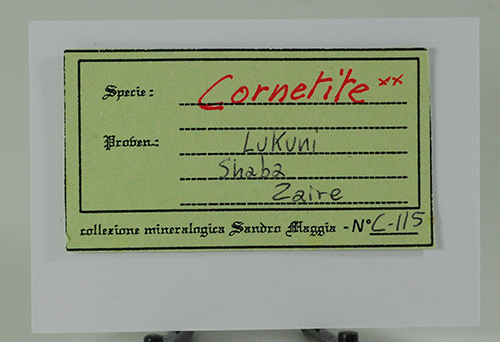 Specie: Cornetite xx
Proven.: Lukuni
Shaba
Zaire
collezione mineralogica Sandro Maggia - N° C-115